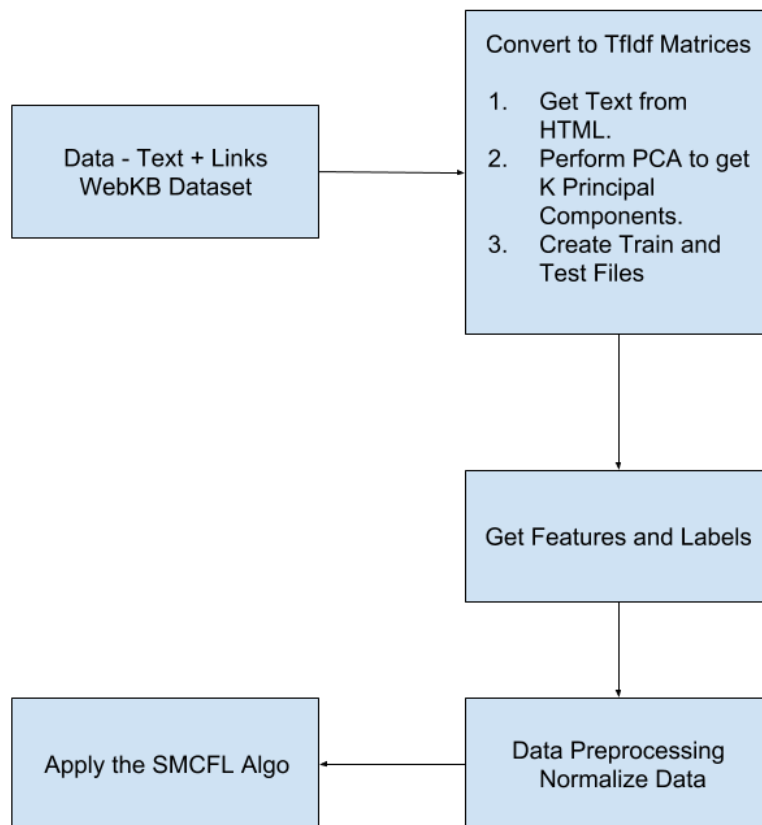 Data - Text + Links
WebKB Dataset
Convert to TfIdf Matrices
1. Get Text from
HTML.
2. Perform PCA to get
K Principal
Components.
3. Create Train and
Test Files
Get Features and Labels
Data Preprocessing
Normalize Data
Apply the SMCFL Algo